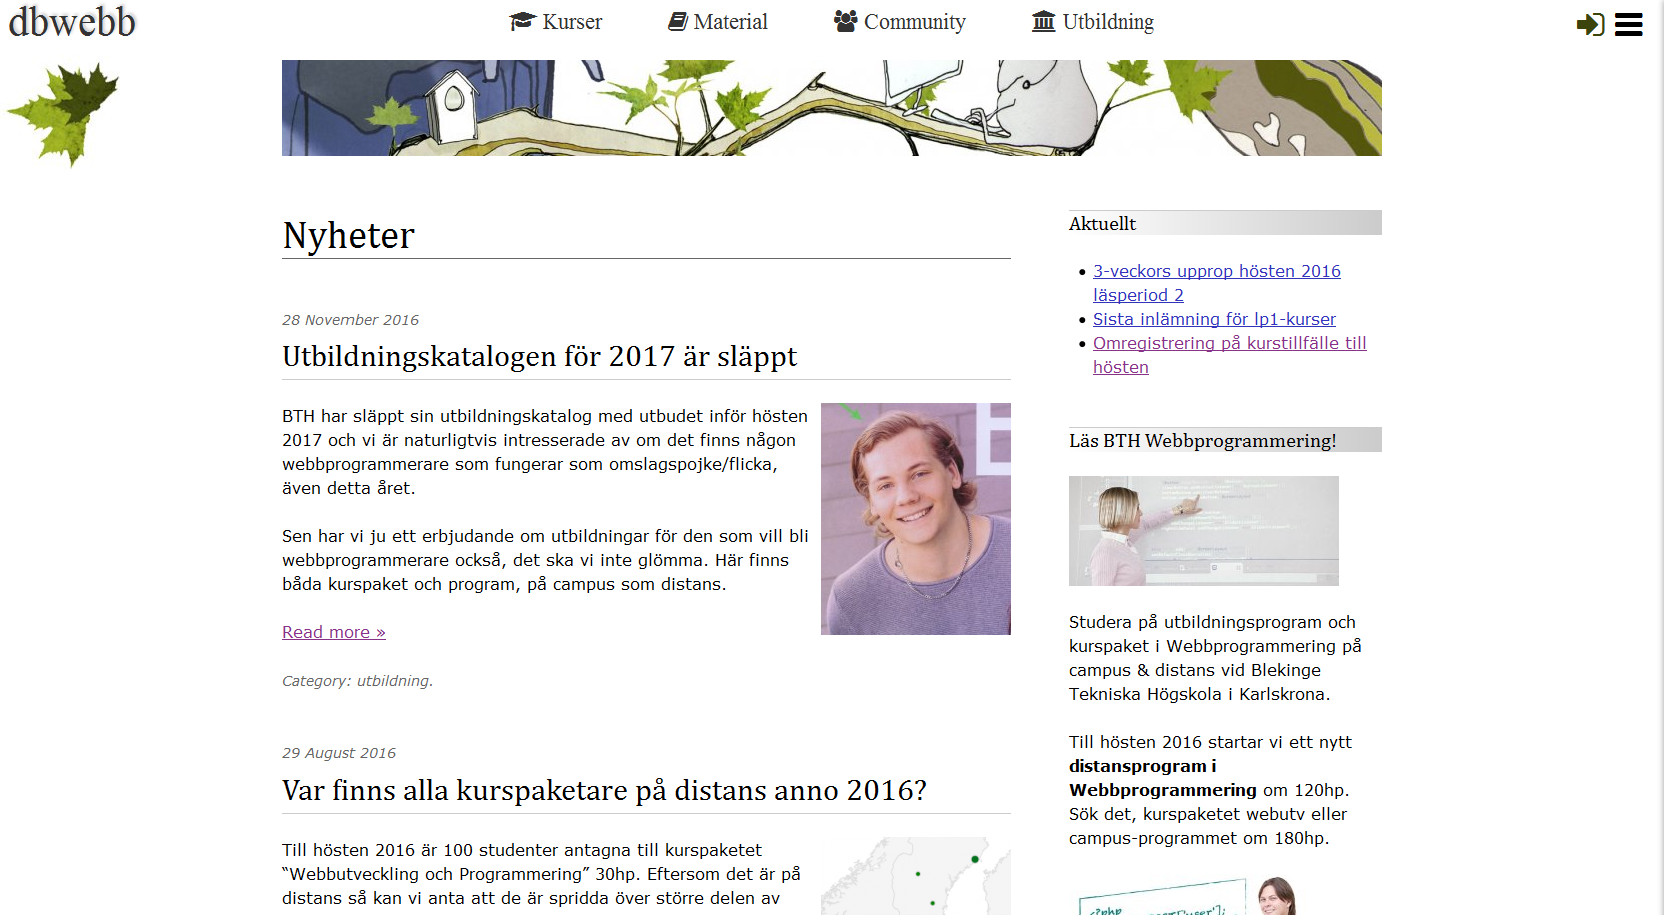 dbwebb
Kurser
Material
Community
Utbildning
Nyheter
28 November 2016
Utbildningskatalogen för 2017 är släppt
BTH har släppt sin utbildningskatalog med utbudet inför hösten
2017 och vi är naturligtvis intresserade av om det finns någon
webbprogrammerare som fungerar som omslagspojke/flicka,
även detta året.
Sen har vi ju ett erbjudande om utbildningar för den som vill bli
webbprogrammerare också, det ska vi inte glömma. Här finns
båda kurspaket och program, på campus som distans.
Read more »
Category: utbildning.
29 August 2016
Var finns alla kurspaketare på distans anno 2016?
Till hösten 2016 är 100 studenter antagna till kurspaketet
“Webbutveckling och Programmering” 30hp. Eftersom det är på
distans så kan vi anta att de är spridda över större delen av
Aktuellt
3-veckors upprop hösten 2016
läsperiod 2
Sista inlämning för lp1-kurser
Omregistrering på kurstillfälle till
hösten
Läs BTH Webbprogrammering!
Studera på utbildningsprogram och
kurspaket i Webbprogrammering på
campus & distans vid Blekinge
Tekniska Högskola i Karlskrona.
Till hösten 2016 startar vi ett nytt
distansprogram i
Webbprogrammering om 120hp.
Sök det, kurspaketet webutv eller
campus-programmet om 180hp.
<?php